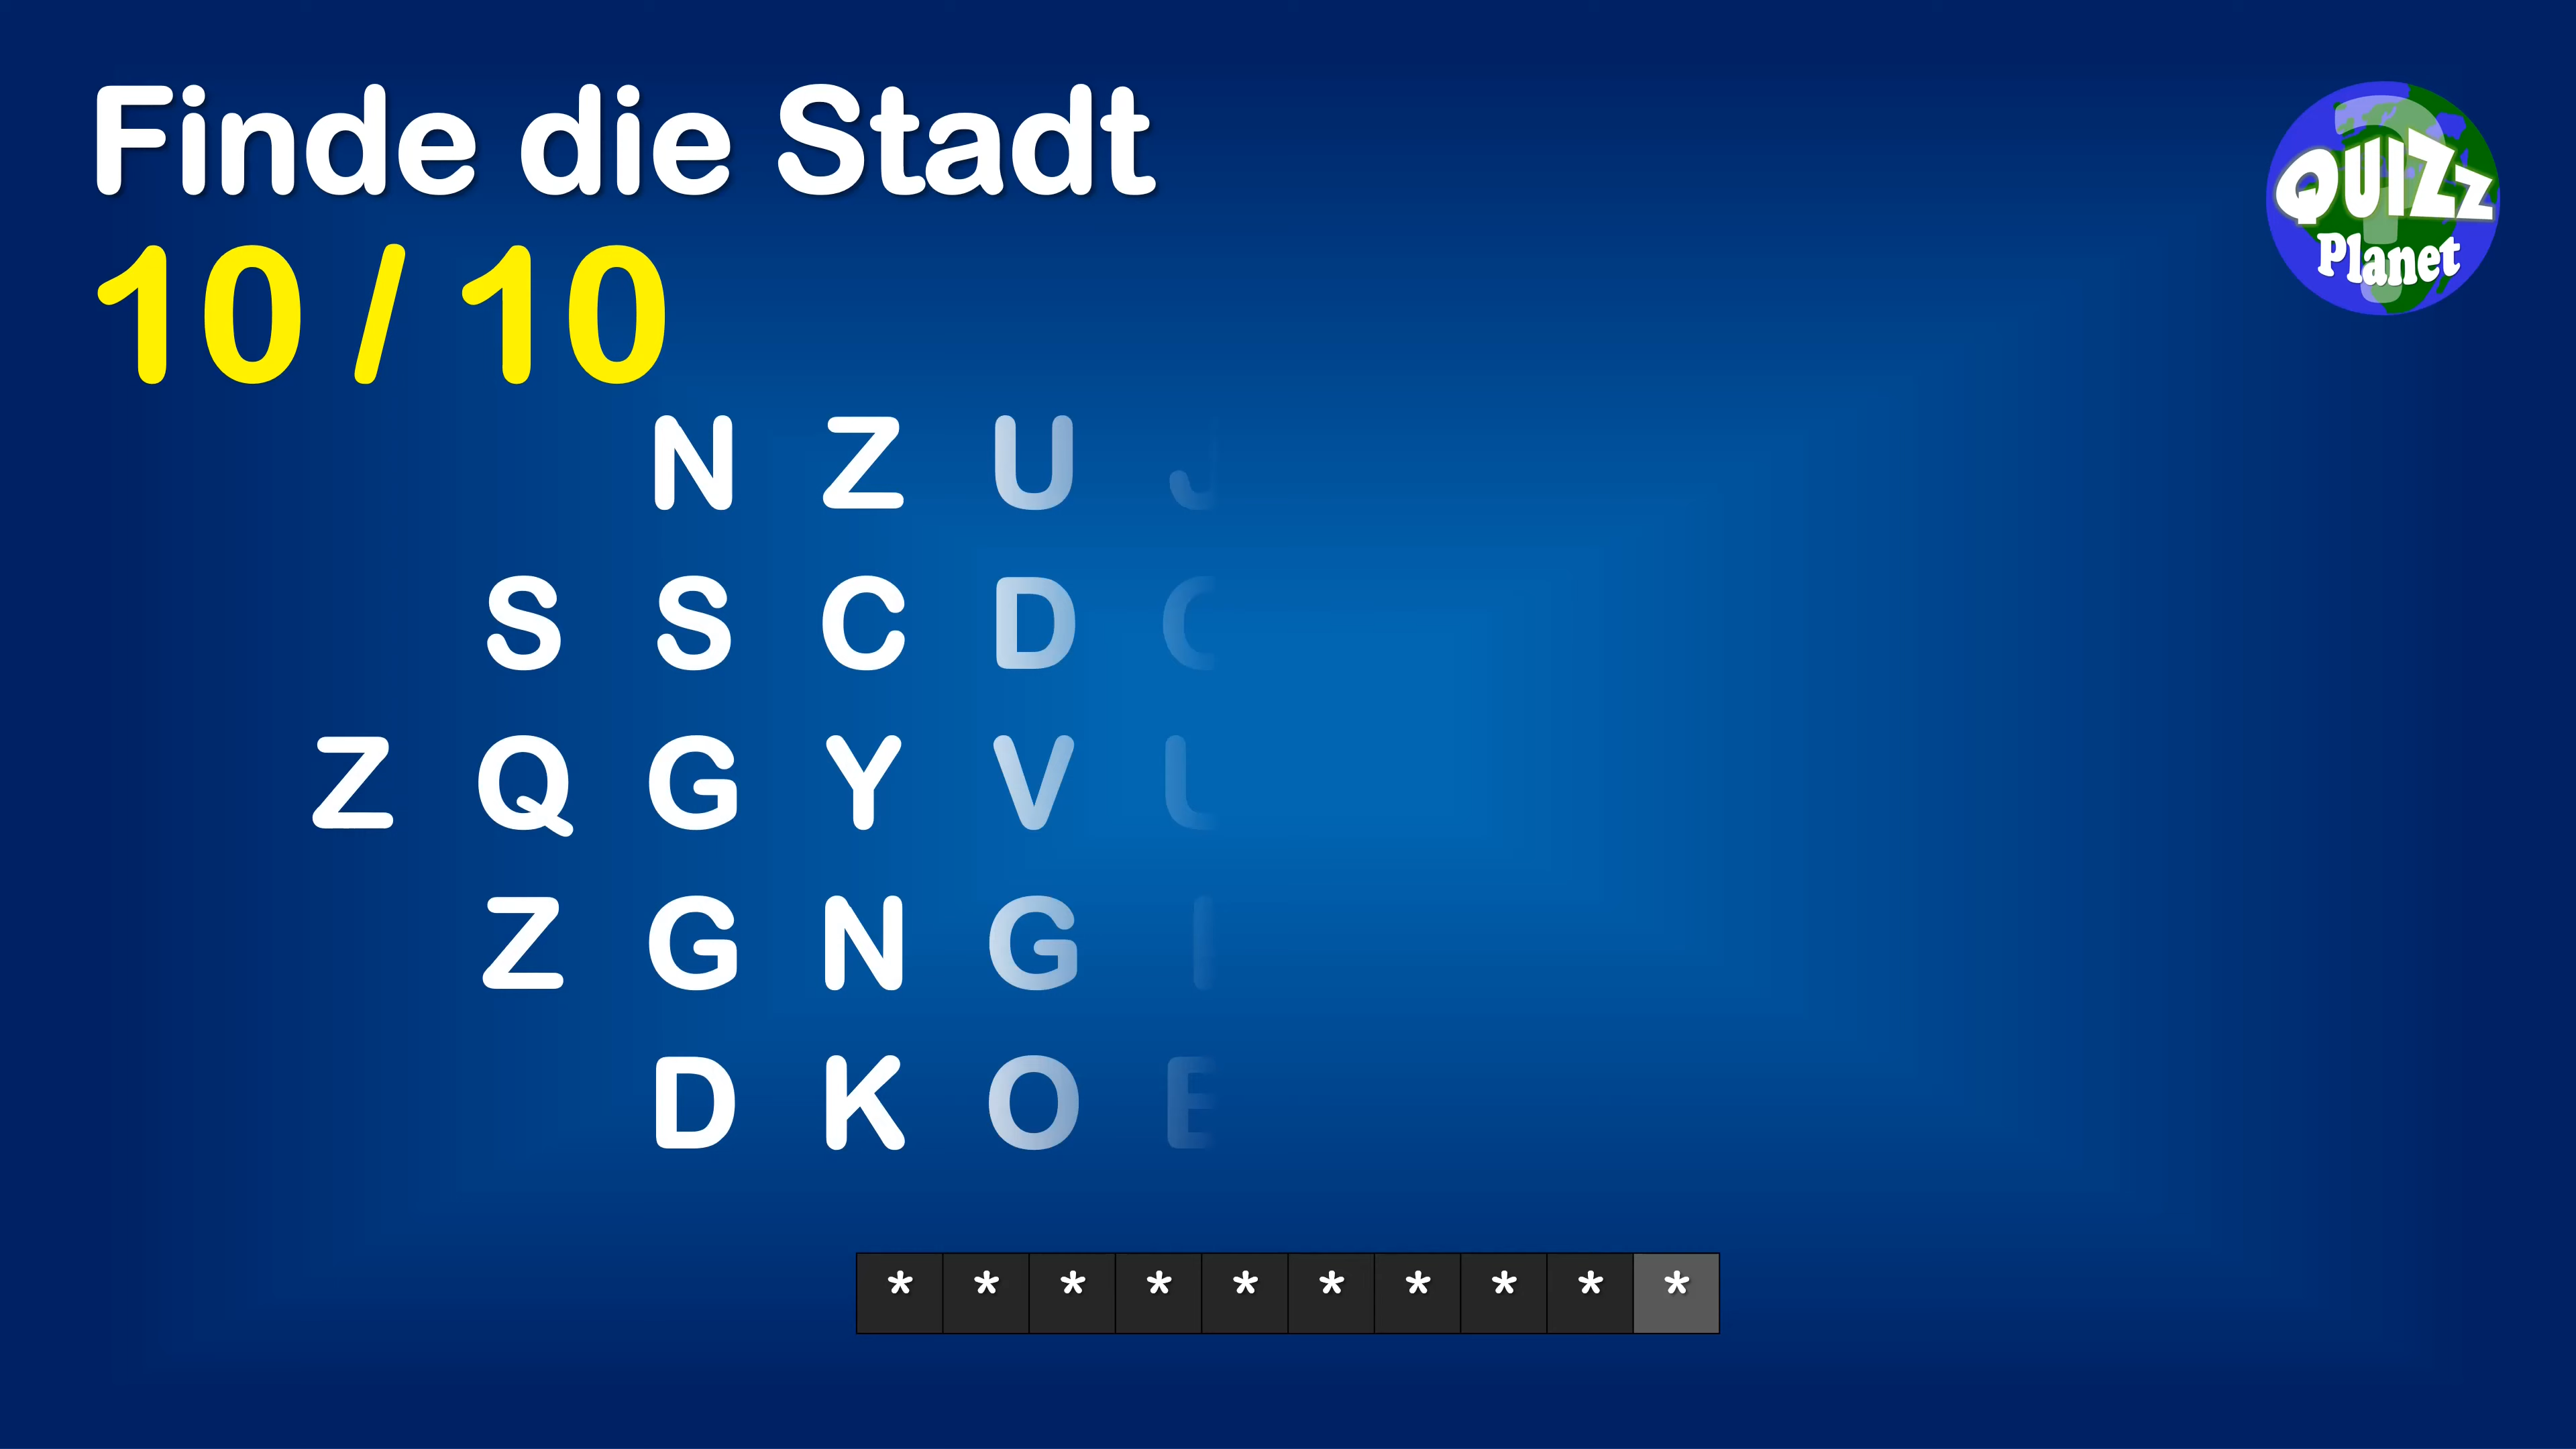 Finde die Stadt
10 / 10
QUIZz
Planet
N Z U J
S S C D
Z Q G Y V
Z G N G
D K O
* * * * * * * * * *